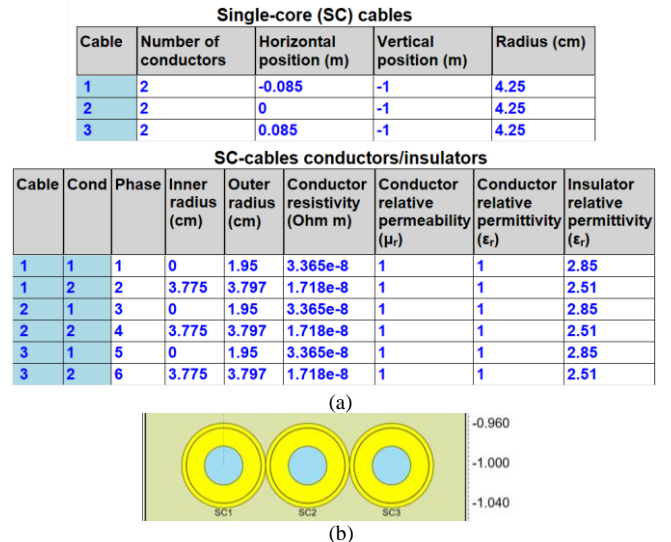 Single-core (SC) cables
Cable Number of conductors Horizontal position (m) Vertical position (m) Radius (cm)
1 2 -0.085 -1 4.25
2 2 0 -1 4.25
3 2 0.085 -1 4.25
SC-cables conductors/insulators
Cable Cond Phase Inner radius (cm) Outer radius (cm) Conductor resistivity (Ohm m) Conductor relative permeability (μr) Conductor relative permittivity (εr) Insulator relative permittivity (εr)
1 1 1 0 1.95 3.365e-8 1 1 2.85
1 2 2 3.775 3.797 1.718e-8 1 1 2.51
2 1 3 0 1.95 3.365e-8 1 1 2.85
2 2 4 3.775 3.797 1.718e-8 1 1 2.51
3 1 5 0 1.95 3.365e-8 1 1 2.85
3 2 6 3.775 3.797 1.718e-8 1 1 2.51
(a)
-0.960
-1.000
-1.040
SC1 SC2 SC3
(b)